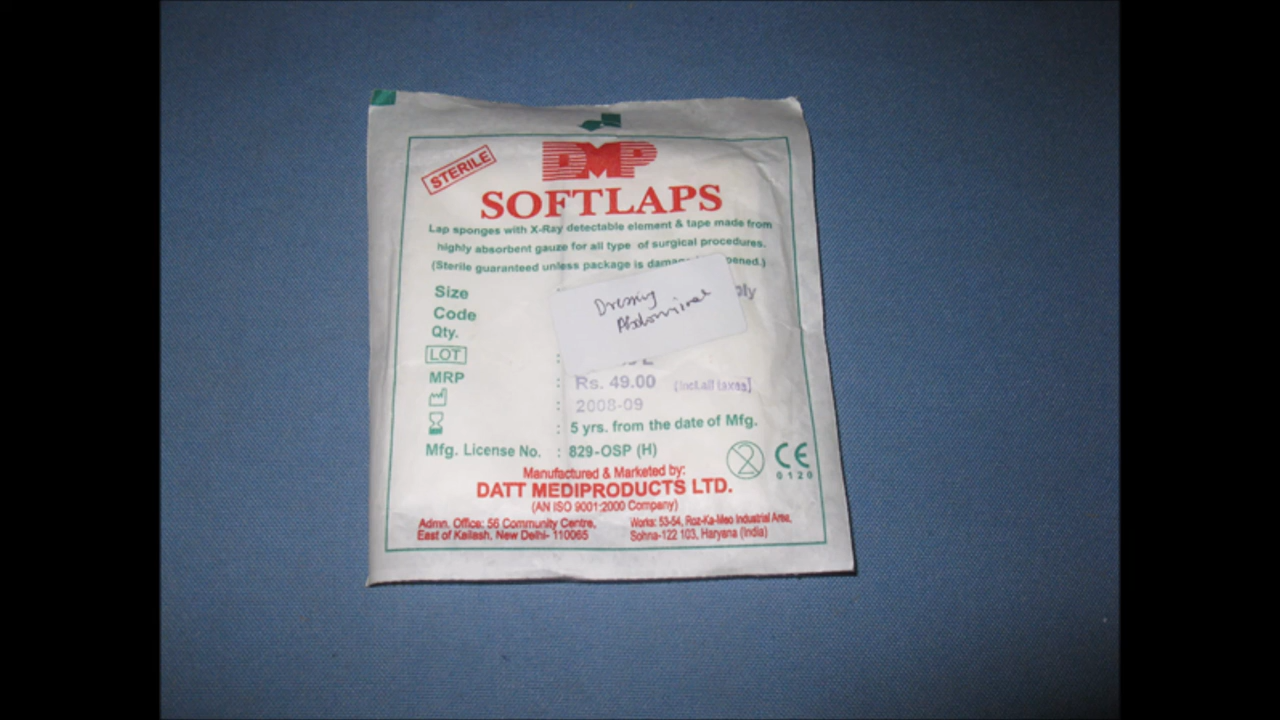 STERILE
DMP
SOFTLAPS
Lap sponges with X-Ray detectable element & tape made from
highly absorbent gauze for all type of surgical procedures.
(Sterile guaranteed unless package is
Dressing
Abdominal
Size
Code
Qty.
LOT :
MRP : Rs. 49.00 (incl.all taxes)
: 2008-09
: 5 yrs. from the date of Mfg.
Mfg. License No. : 829-OSP (H)
2
CE
0120
Manufactured & Marketed by:
DATT MEDIPRODUCTS LTD.
(AN ISO 9001:2000 Company)
Admn. Office: 56 Community Centre,
East of Kailash, New Delhi- 110065
Works: 53-54, Roz-Ka-Meo Industrial Area,
Sohna-122 103, Haryana (India)